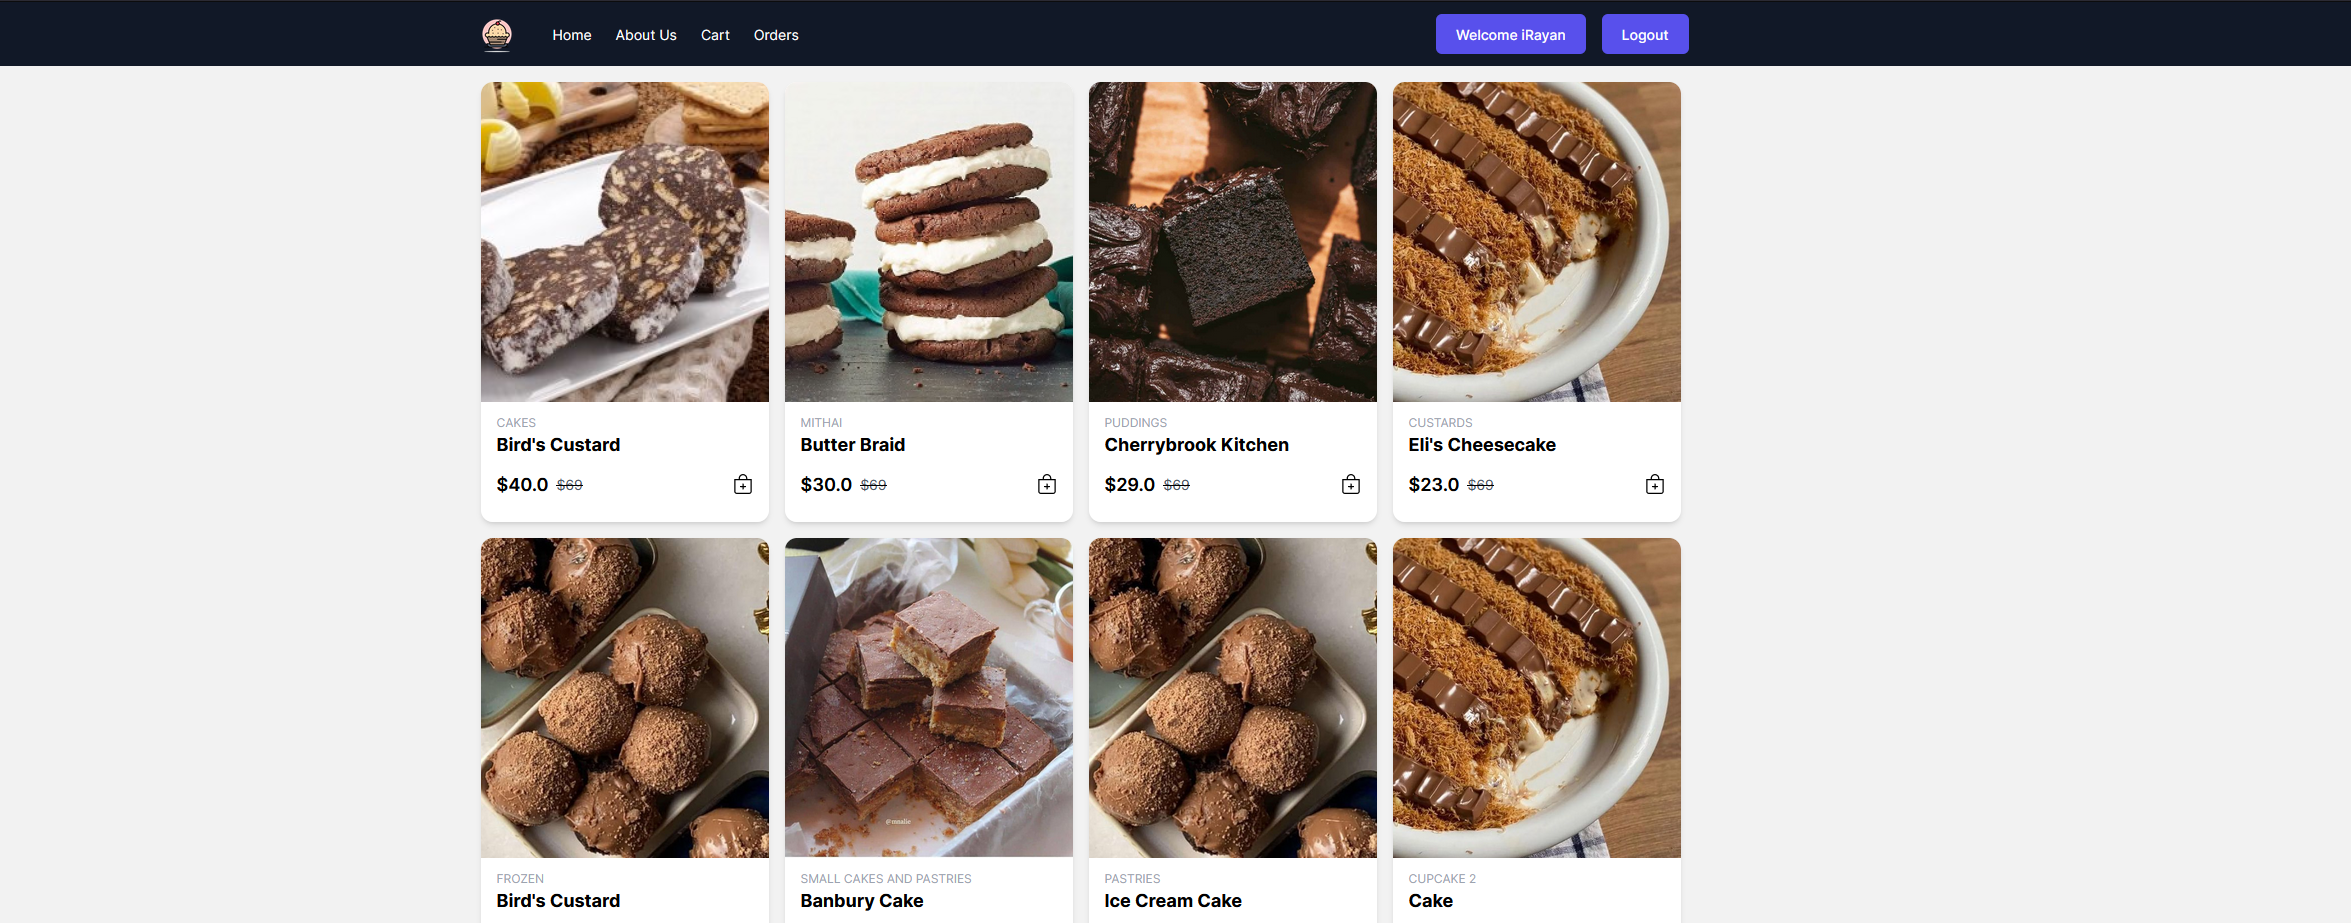 Home About Us Cart Orders Welcome iRayan Logout
CAKES
Bird's Custard
$40.0 $69
MITHAI
Butter Braid
$30.0 $69
PUDDINGS
Cherrybrook Kitchen
$29.0 $69
CUSTARDS
Eli's Cheesecake
$23.0 $69
@mnalie
FROZEN
Bird's Custard
SMALL CAKES AND PASTRIES
Banbury Cake
PASTRIES
Ice Cream Cake
CUPCAKE 2
Cake